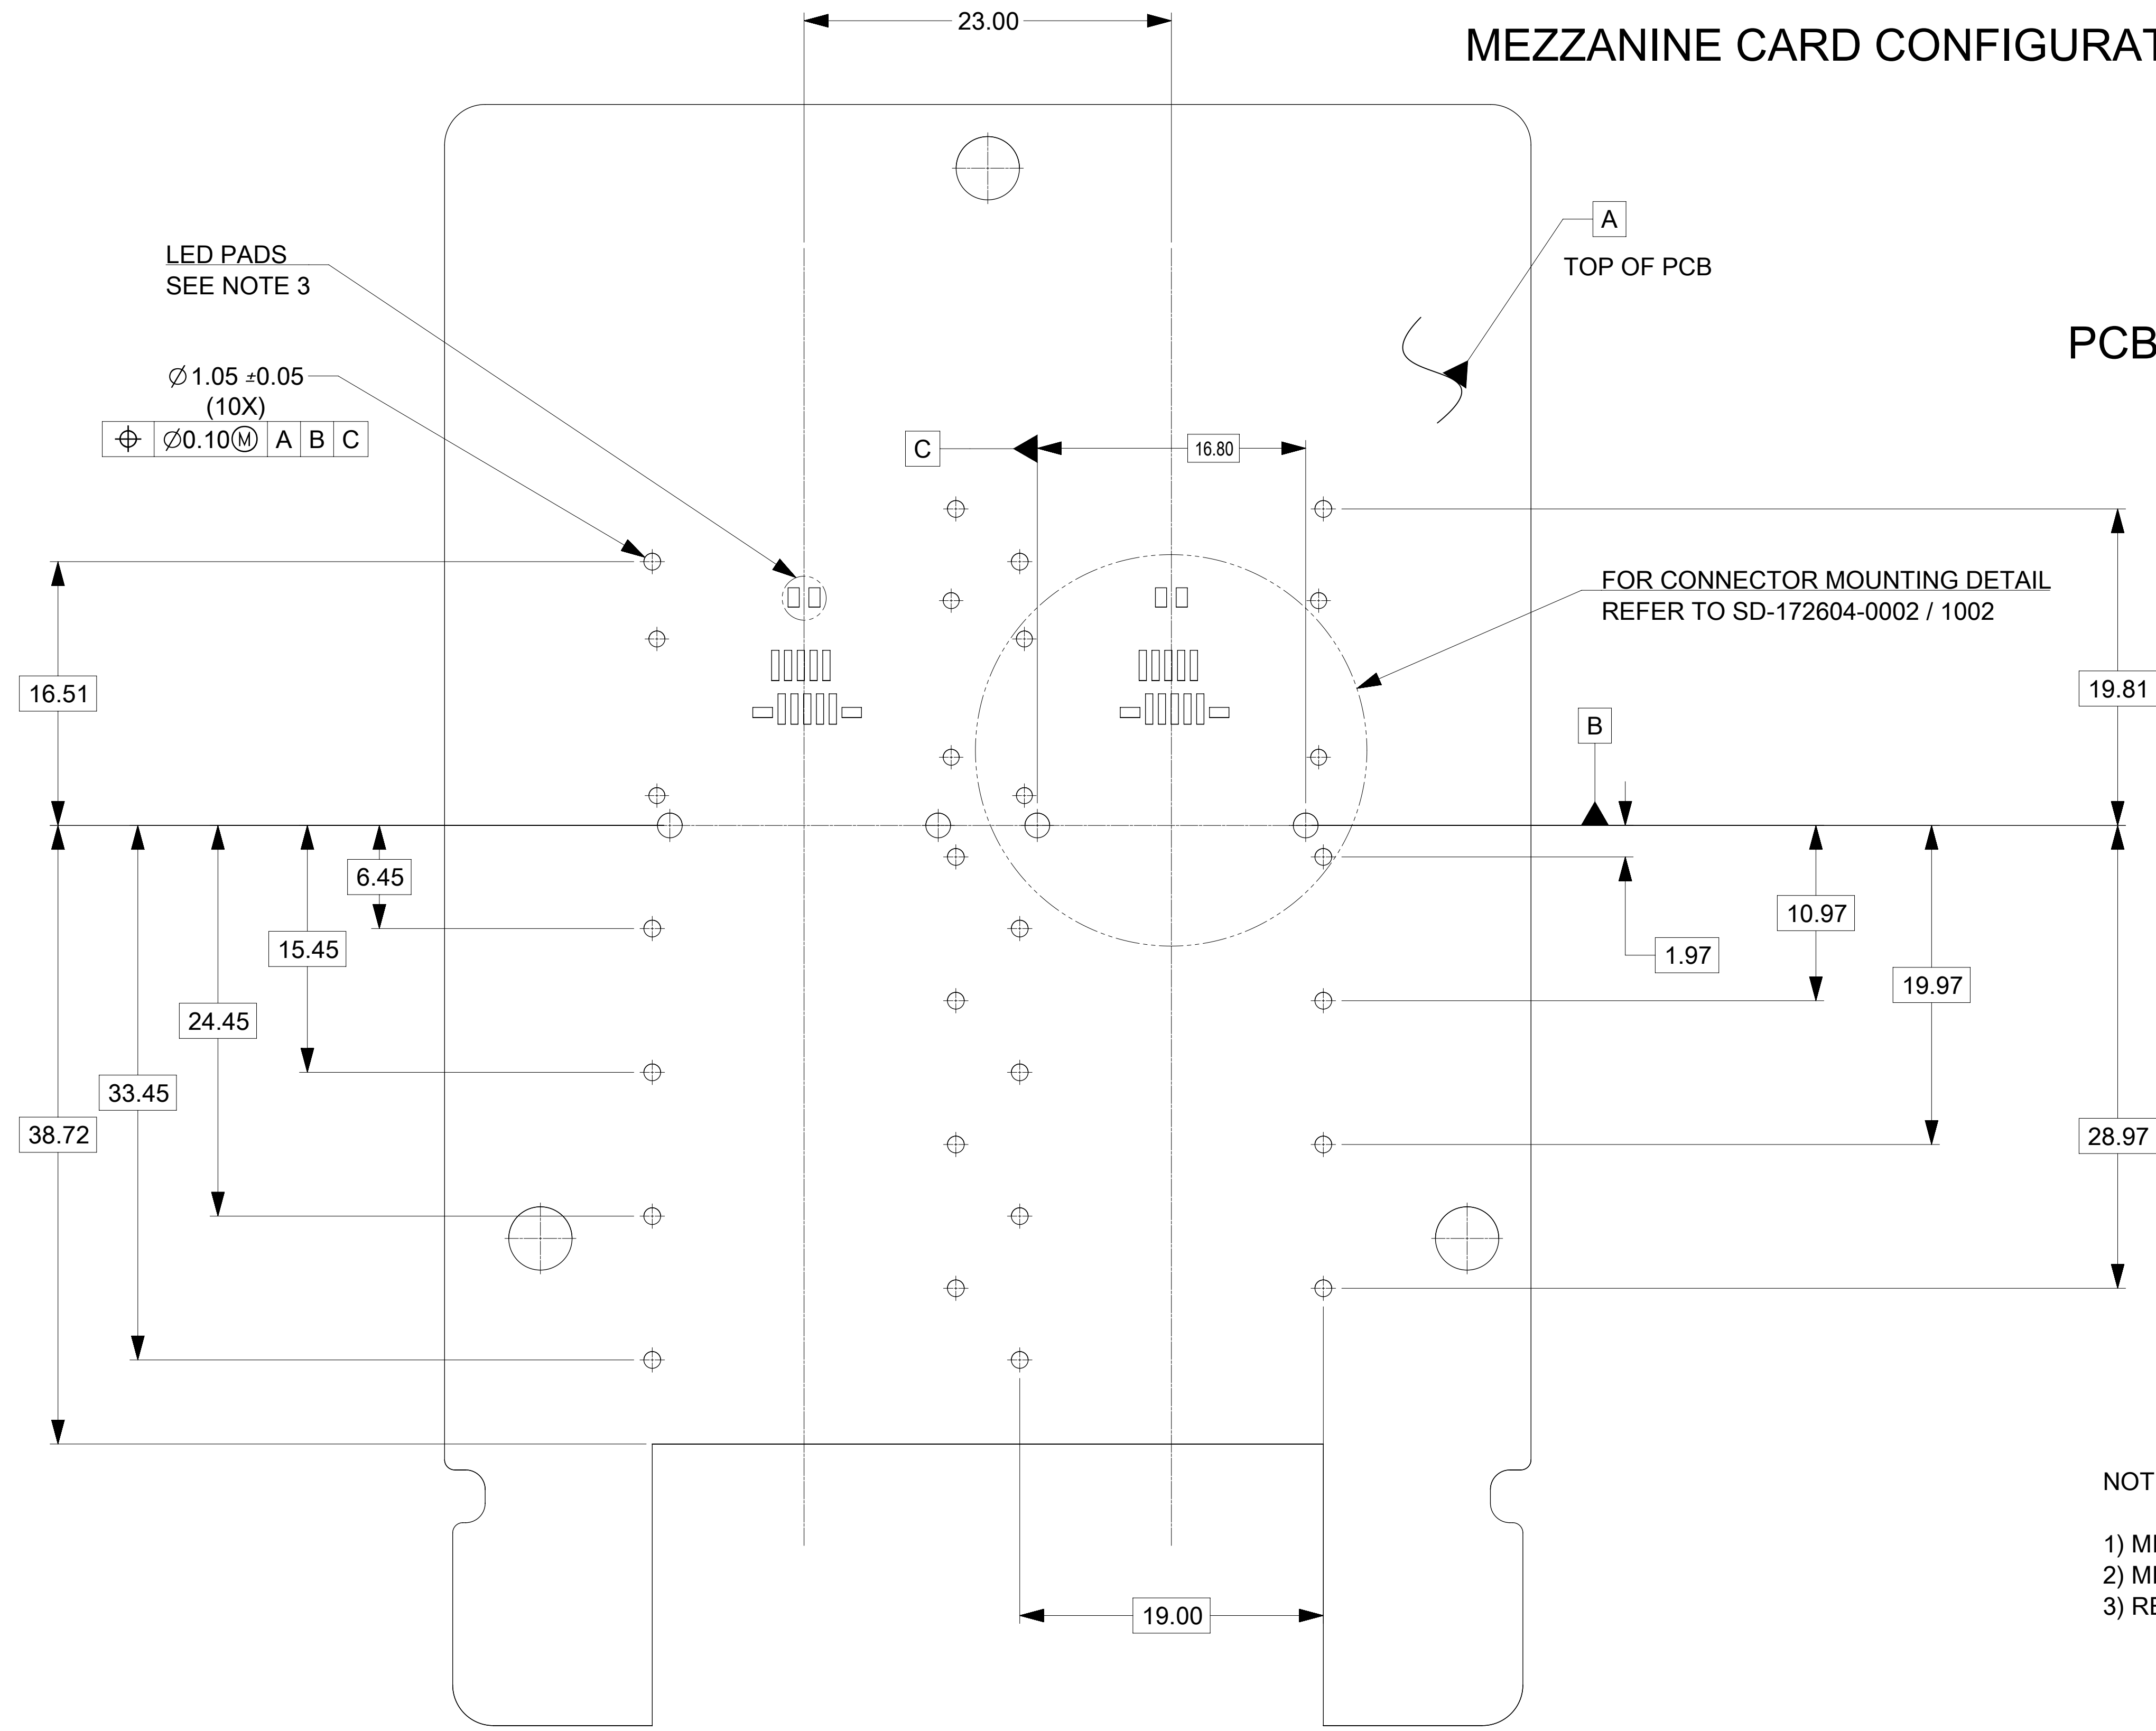 23.00
MEZZANINE CARD CONFIGURAT
A
TOP OF PCB
LED PADS
SEE NOTE 3
PCB
⌀1.05 ±0.05
(10X)
⌖ ⌀0.10Ⓜ A B C
C
16.80
FOR CONNECTOR MOUNTING DETAIL
REFER TO SD-172604-0002 / 1002
16.51
19.81
B
6.45
10.97
15.45
1.97
19.97
24.45
33.45
38.72
28.97
NOT
1) M
2) M
3) RE
19.00